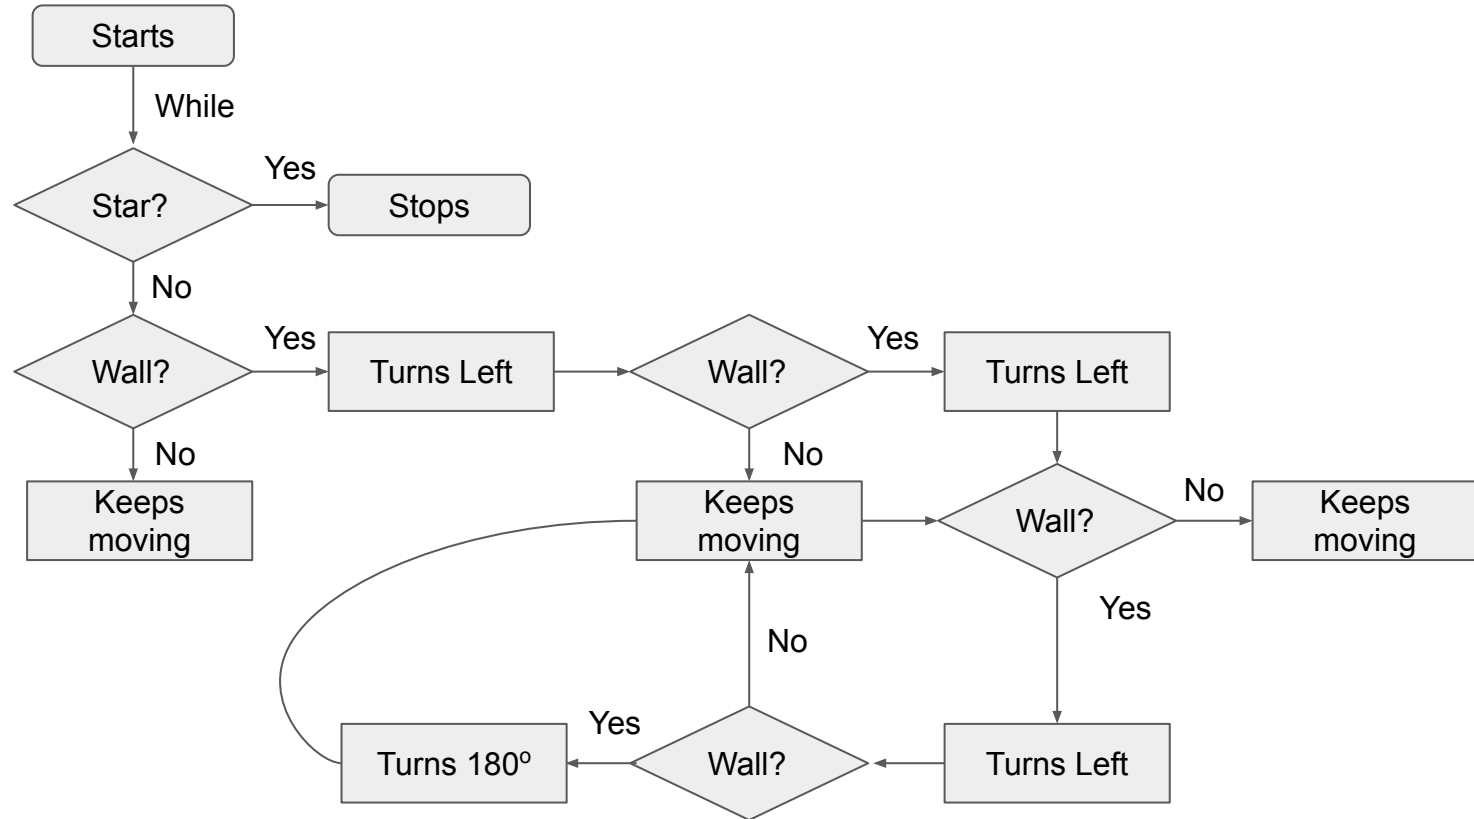 Starts
While
Star?
Yes
Stops
No
Wall?
Yes
Turns Left
Wall?
Yes
Turns Left
No
Keeps
moving
No
Keeps
moving
Wall?
No
Keeps
moving
Yes
No
Turns 180º
Yes
Wall?
Turns Left